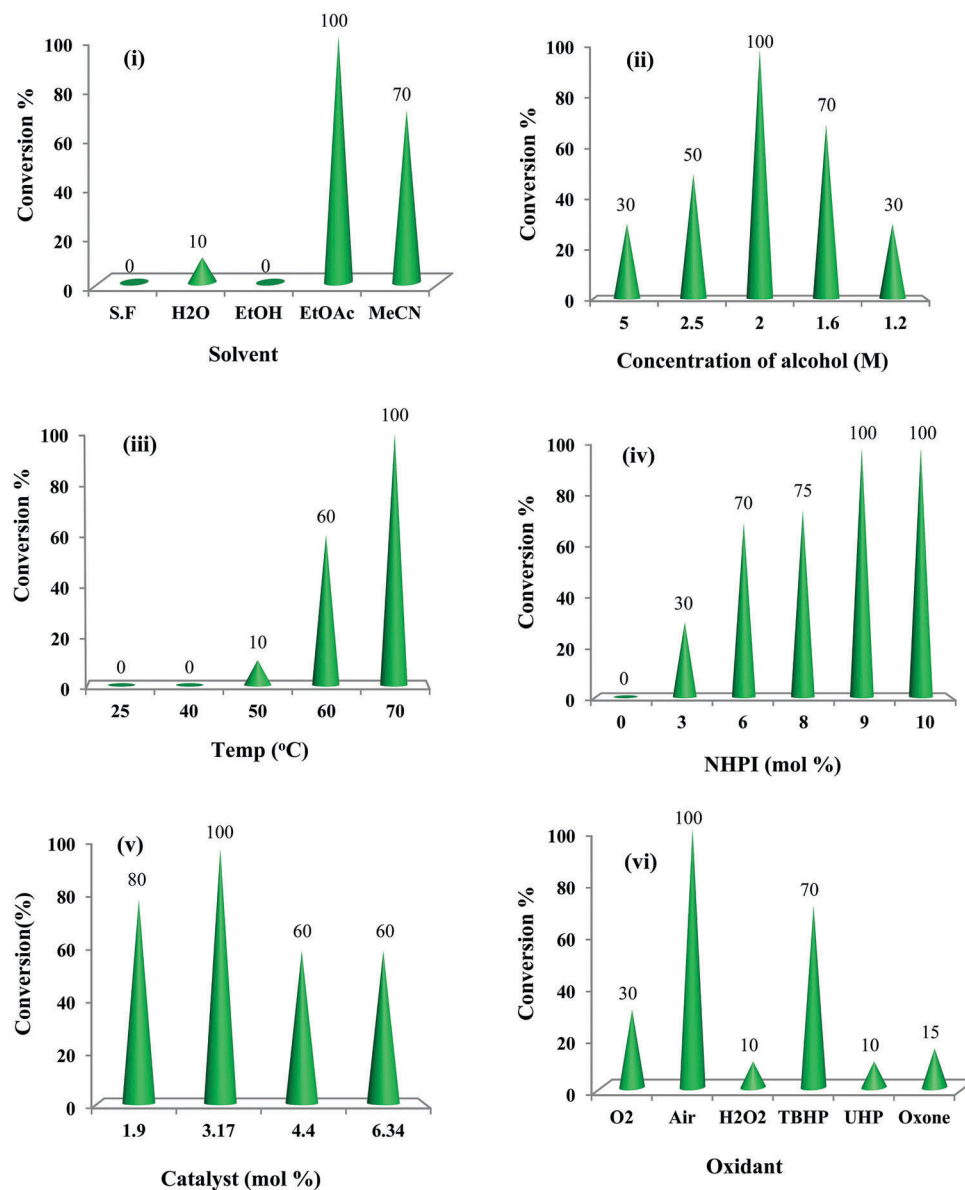 (i)
Conversion %
100
80
60
40
20
0
0 10 0 100 70
S.F H2O EtOH EtOAc MeCN
Solvent
(ii)
Conversion %
100
80
60
40
20
0
30 50 100 70 30
5 2.5 2 1.6 1.2
Concentration of alcohol (M)
(iii)
Conversion %
100
80
60
40
20
0
0 0 10 60 100
25 40 50 60 70
Temp (°C)
(iv)
Conversion %
100
80
60
40
20
0
0 30 70 75 100 100
0 3 6 8 9 10
NHPI (mol %)
(v)
Conversion(%)
100
80
60
40
20
0
80 100 60 60
1.9 3.17 4.4 6.34
Catalyst (mol %)
(vi)
Conversion %
100
80
60
40
20
0
30 100 10 70 10 15
O2 Air H2O2 TBHP UHP Oxone
Oxidant